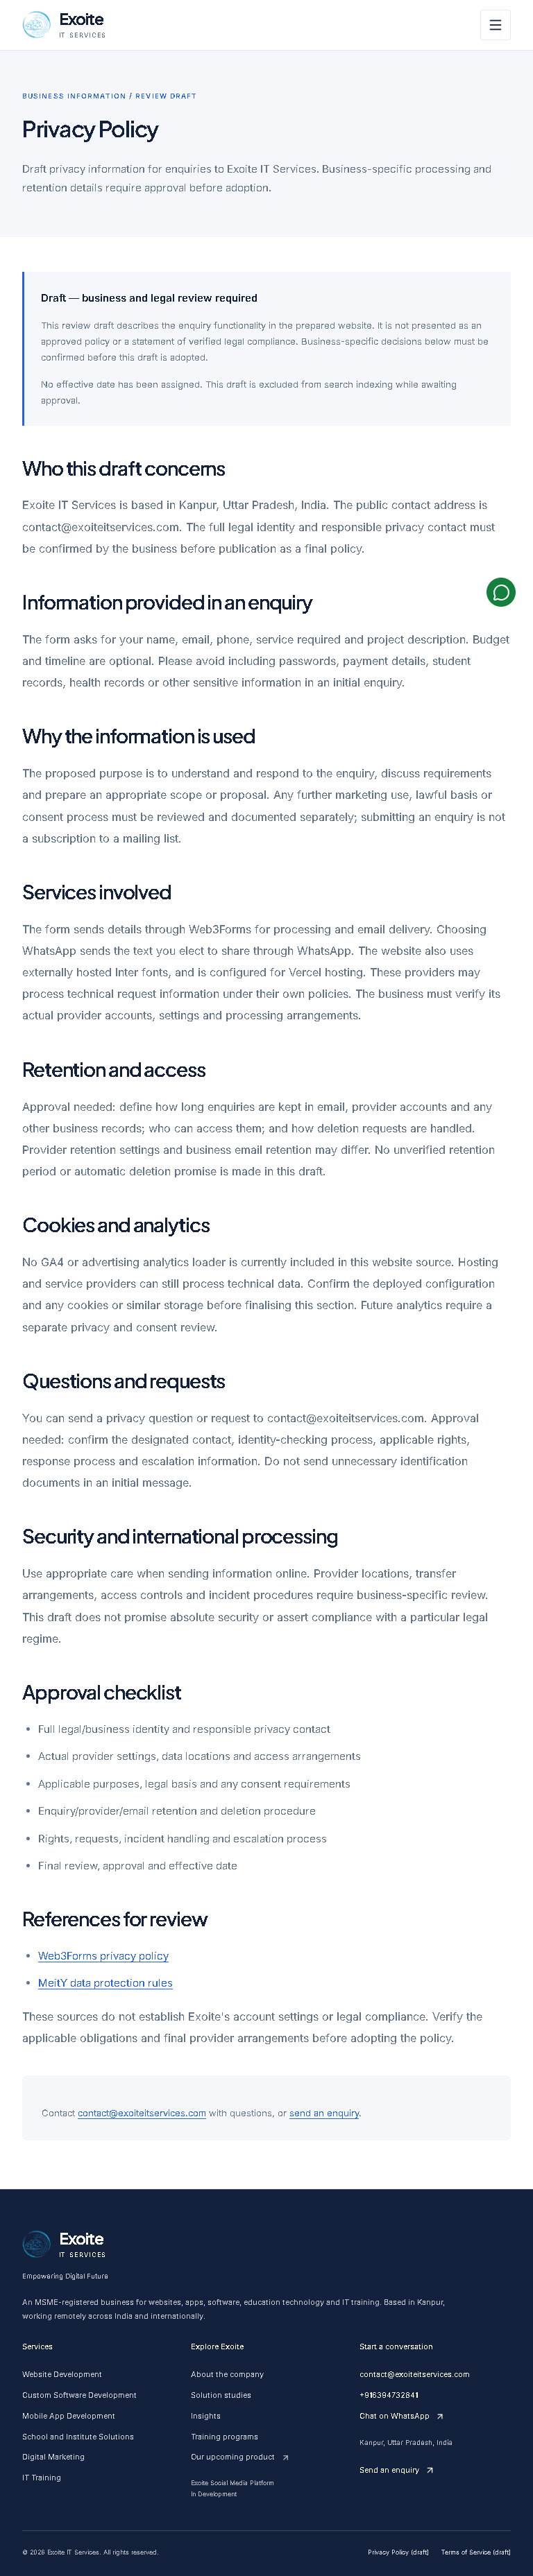 Exoite
IT SERVICES
BUSINESS INFORMATION / REVIEW DRAFT
Privacy Policy
Draft privacy information for enquiries to Exoite IT Services. Business-specific processing and
retention details require approval before adoption.
Draft — business and legal review required
This review draft describes the enquiry functionality in the prepared website. It is not presented as an
approved policy or a statement of verified legal compliance. Business-specific decisions below must be
confirmed before this draft is adopted.
No effective date has been assigned. This draft is excluded from search indexing while awaiting
approval.
Who this draft concerns
Exoite IT Services is based in Kanpur, Uttar Pradesh, India. The public contact address is
contact@exoiteitservices.com. The full legal identity and responsible privacy contact must
be confirmed by the business before publication as a final policy.
Information provided in an enquiry
The form asks for your name, email, phone, service required and project description. Budget
and timeline are optional. Please avoid including passwords, payment details, student
records, health records or other sensitive information in an initial enquiry.
Why the information is used
The proposed purpose is to understand and respond to the enquiry, discuss requirements
and prepare an appropriate scope or proposal. Any further marketing use, lawful basis or
consent process must be reviewed and documented separately; submitting an enquiry is not
a subscription to a mailing list.
Services involved
The form sends details through Web3Forms for processing and email delivery. Choosing
WhatsApp sends the text you elect to share through WhatsApp. The website also uses
externally hosted Inter fonts, and is configured for Vercel hosting. These providers may
process technical request information under their own policies. The business must verify its
actual provider accounts, settings and processing arrangements.
Retention and access
Approval needed: define how long enquiries are kept in email, provider accounts and any
other business records; who can access them; and how deletion requests are handled.
Provider retention settings and business email retention may differ. No unverified retention
period or automatic deletion promise is made in this draft.
Cookies and analytics
No GA4 or advertising analytics loader is currently included in this website source. Hosting
and service providers can still process technical data. Confirm the deployed configuration
and any cookies or similar storage before finalising this section. Future analytics require a
separate privacy and consent review.
Questions and requests
You can send a privacy question or request to contact@exoiteitservices.com. Approval
needed: confirm the designated contact, identity-checking process, applicable rights,
response process and escalation information. Do not send unnecessary identification
documents in an initial message.
Security and international processing
Use appropriate care when sending information online. Provider locations, transfer
arrangements, access controls and incident procedures require business-specific review.
This draft does not promise absolute security or assert compliance with a particular legal
regime.
Approval checklist
• Full legal/business identity and responsible privacy contact
• Actual provider settings, data locations and access arrangements
• Applicable purposes, legal basis and any consent requirements
• Enquiry/provider/email retention and deletion procedure
• Rights, requests, incident handling and escalation process
• Final review, approval and effective date
References for review
• Web3Forms privacy policy
• MeitY data protection rules
These sources do not establish Exoite's account settings or legal compliance. Verify the
applicable obligations and final provider arrangements before adopting the policy.
Contact contact@exoiteitservices.com with questions, or send an enquiry.
Exoite
IT SERVICES
Empowering Digital Future
An MSME-registered business for websites, apps, software, education technology and IT training. Based in Kanpur,
working remotely across India and internationally.
Services
Website Development
Custom Software Development
Mobile App Development
School and Institute Solutions
Digital Marketing
IT Training
Explore Exoite
About the company
Solution studies
Insights
Training programs
Our upcoming product
Exoite Social Media Platform
In Development
Start a conversation
contact@exoiteitservices.com
+916394732841
Chat on WhatsApp
Kanpur, Uttar Pradesh, India
Send an enquiry
© 2026 Exoite IT Services. All rights reserved.
Privacy Policy (draft) Terms of Service (draft)